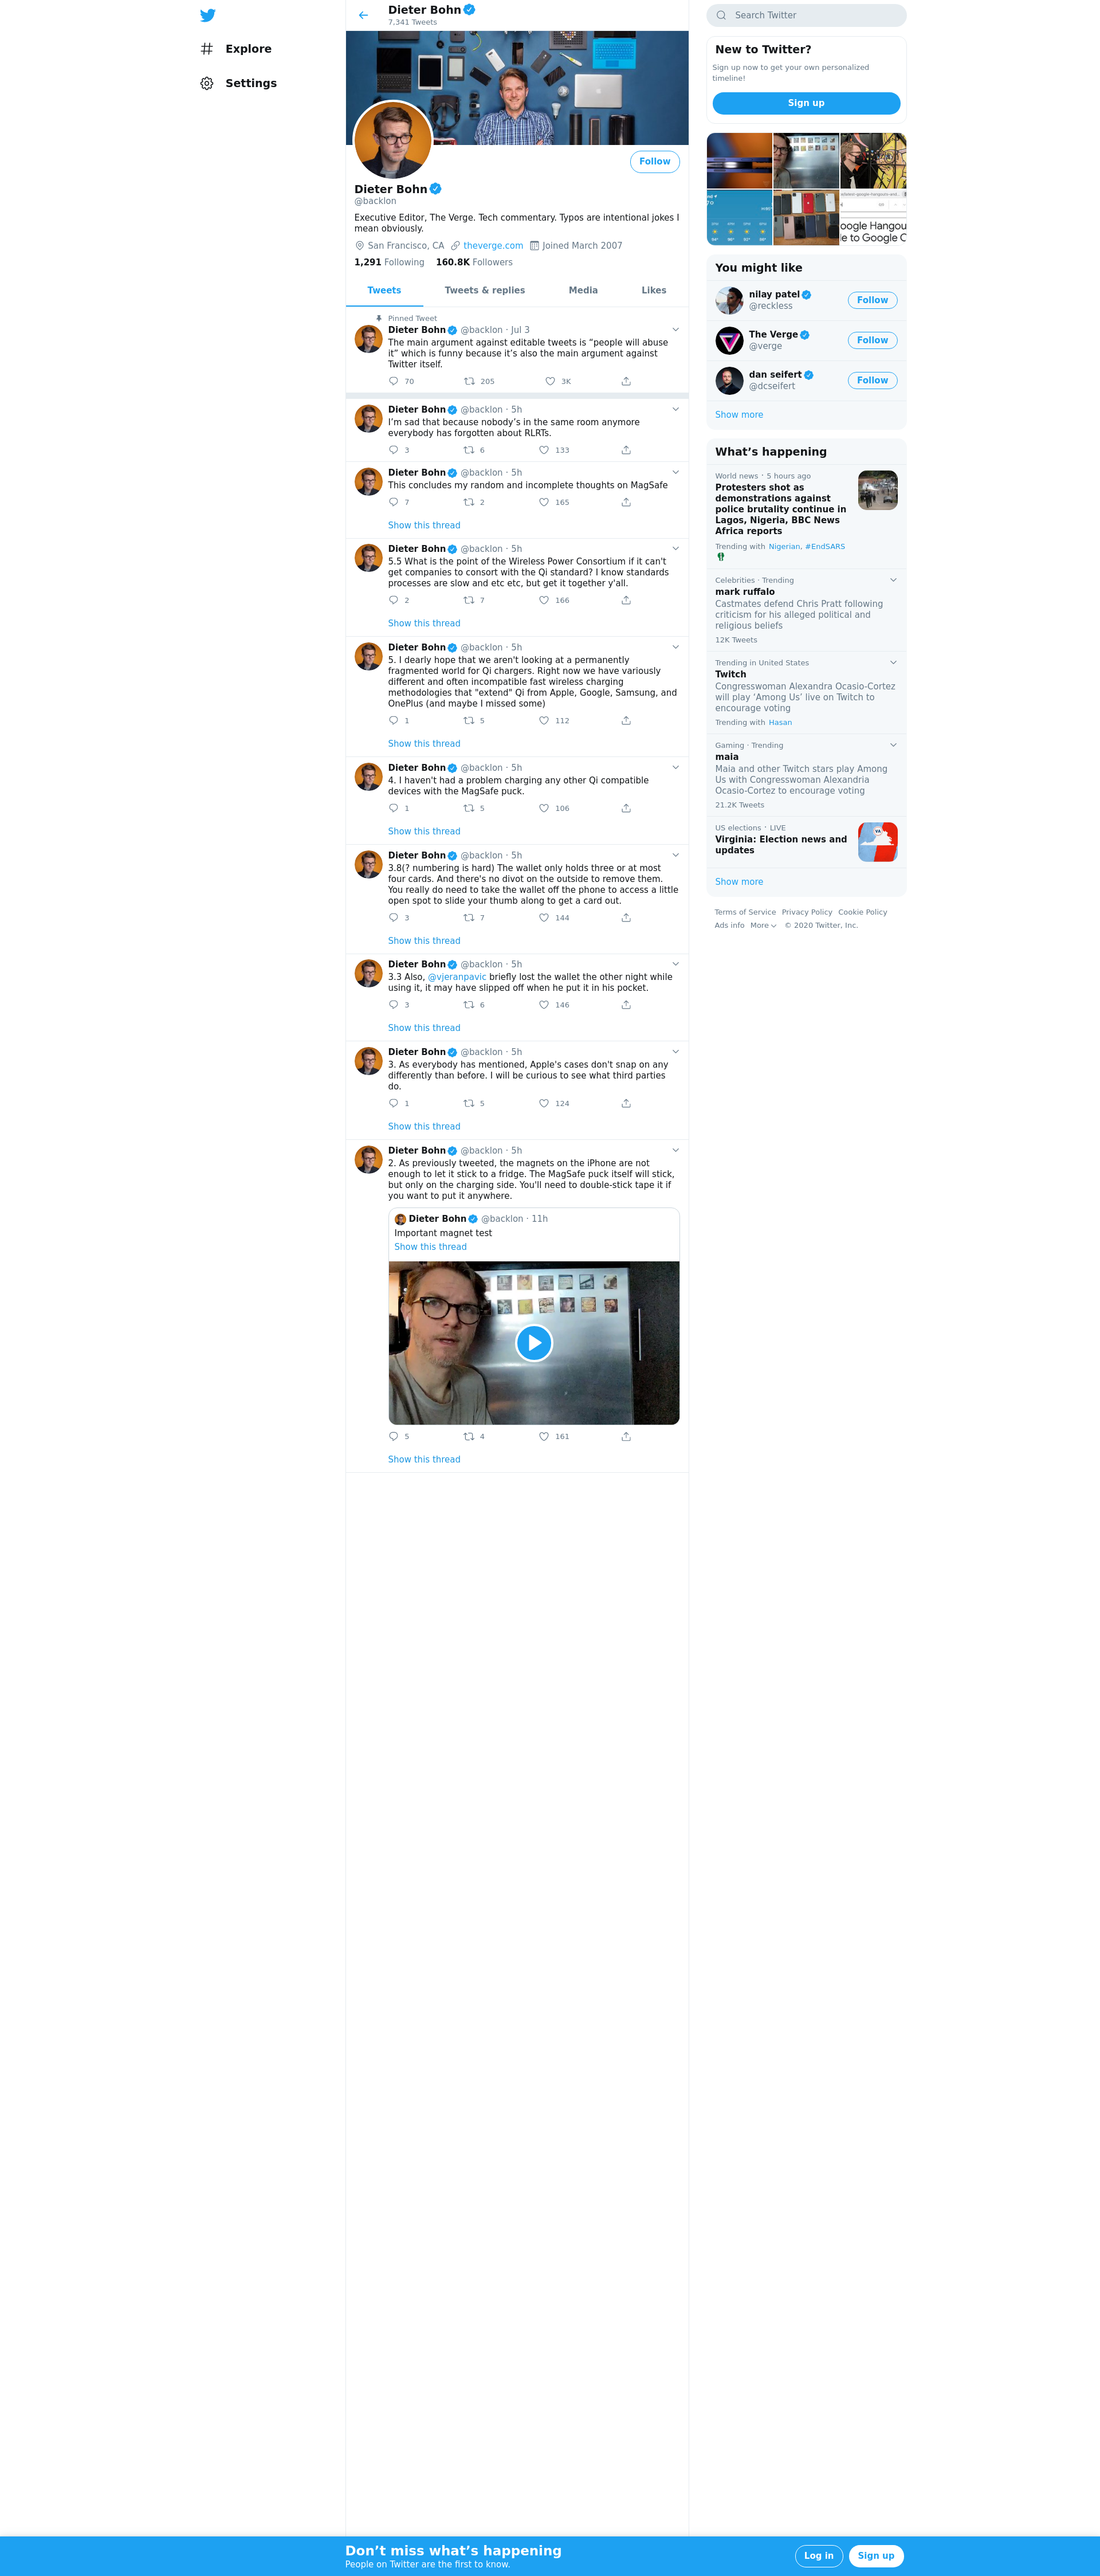 Explore
Settings
Dieter Bohn
7,341 Tweets
Follow
Dieter Bohn
@backlon
Executive Editor, The Verge. Tech commentary. Typos are intentional jokes I
mean obviously.
San Francisco, CA theverge.com Joined March 2007
1,291 Following 160.8K Followers
Tweets Tweets & replies Media Likes
Pinned Tweet
Dieter Bohn @backlon · Jul 3
The main argument against editable tweets is “people will abuse
it” which is funny because it’s also the main argument against
Twitter itself.
70 205 3K
Dieter Bohn @backlon · 5h
I’m sad that because nobody’s in the same room anymore
everybody has forgotten about RLRTs.
3 6 133
Dieter Bohn @backlon · 5h
This concludes my random and incomplete thoughts on MagSafe
7 2 165
Show this thread
Dieter Bohn @backlon · 5h
5.5 What is the point of the Wireless Power Consortium if it can't
get companies to consort with the Qi standard? I know standards
processes are slow and etc etc, but get it together y'all.
2 7 166
Show this thread
Dieter Bohn @backlon · 5h
5. I dearly hope that we aren't looking at a permanently
fragmented world for Qi chargers. Right now we have variously
different and often incompatible fast wireless charging
methodologies that "extend" Qi from Apple, Google, Samsung, and
OnePlus (and maybe I missed some)
1 5 112
Show this thread
Dieter Bohn @backlon · 5h
4. I haven't had a problem charging any other Qi compatible
devices with the MagSafe puck.
1 5 106
Show this thread
Dieter Bohn @backlon · 5h
3.8(? numbering is hard) The wallet only holds three or at most
four cards. And there's no divot on the outside to remove them.
You really do need to take the wallet off the phone to access a little
open spot to slide your thumb along to get a card out.
3 7 144
Show this thread
Dieter Bohn @backlon · 5h
3.3 Also, @vjeranpavic briefly lost the wallet the other night while
using it, it may have slipped off when he put it in his pocket.
3 6 146
Show this thread
Dieter Bohn @backlon · 5h
3. As everybody has mentioned, Apple's cases don't snap on any
differently than before. I will be curious to see what third parties
do.
1 5 124
Show this thread
Dieter Bohn @backlon · 5h
2. As previously tweeted, the magnets on the iPhone are not
enough to let it stick to a fridge. The MagSafe puck itself will stick,
but only on the charging side. You'll need to double-stick tape it if
you want to put it anywhere.
Dieter Bohn @backlon · 11h
Important magnet test
Show this thread
5 4 161
Show this thread
Search Twitter
New to Twitter?
Sign up now to get your own personalized
timeline!
Sign up
oogle Hangou
le to Google C
You might like
nilay patel
@reckless
Follow
The Verge
@verge
Follow
dan seifert
@dcseifert
Follow
Show more
What’s happening
World news · 5 hours ago
Protesters shot as
demonstrations against
police brutality continue in
Lagos, Nigeria, BBC News
Africa reports
Trending with Nigerian, #EndSARS
Celebrities · Trending
mark ruffalo
Castmates defend Chris Pratt following
criticism for his alleged political and
religious beliefs
12K Tweets
Trending in United States
Twitch
Congresswoman Alexandra Ocasio-Cortez
will play ‘Among Us’ live on Twitch to
encourage voting
Trending with Hasan
Gaming · Trending
maia
Maia and other Twitch stars play Among
Us with Congresswoman Alexandria
Ocasio-Cortez to encourage voting
21.2K Tweets
US elections · LIVE
Virginia: Election news and
updates
VA
Show more
Terms of Service Privacy Policy Cookie Policy
Ads info More © 2020 Twitter, Inc.
Don’t miss what’s happening
People on Twitter are the first to know.
Log in
Sign up